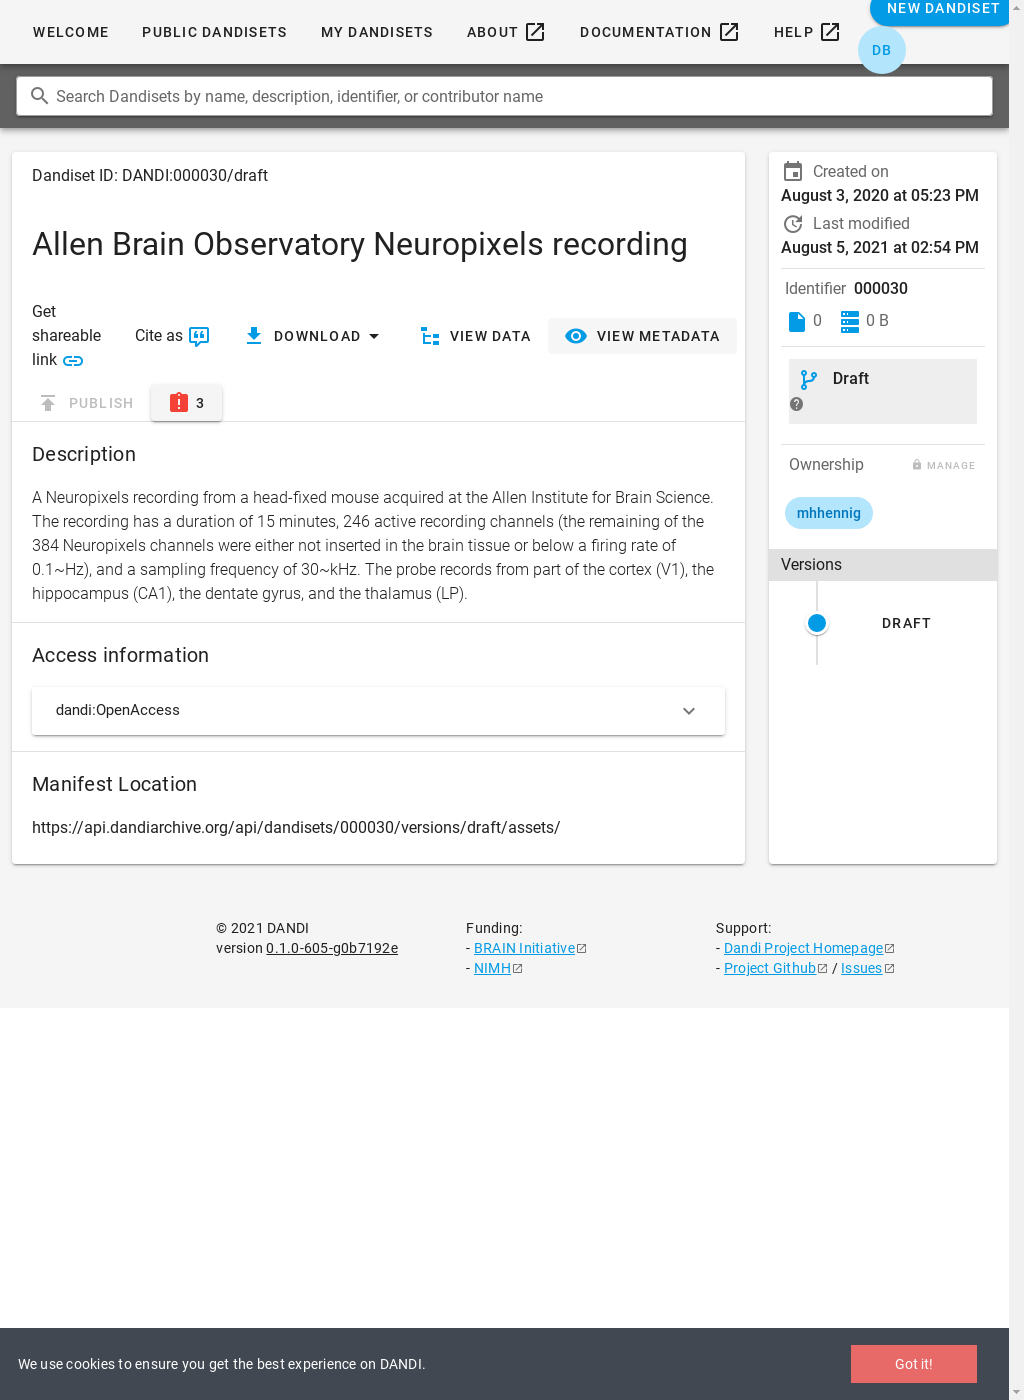 NEW DANDISET
WELCOME
PUBLIC DANDISETS
MY DANDISETS
ABOUT
DOCUMENTATION
HELP
DB
Search Dandisets by name, description, identifier, or contributor name
Dandiset ID: DANDI:000030/draft
Allen Brain Observatory Neuropixels recording
Get
shareable
link
Cite as
DOWNLOAD
VIEW DATA
VIEW METADATA
PUBLISH
3
Description
A Neuropixels recording from a head-fixed mouse acquired at the Allen Institute for Brain Science.
The recording has a duration of 15 minutes, 246 active recording channels (the remaining of the
384 Neuropixels channels were either not inserted in the brain tissue or below a firing rate of
0.1~Hz), and a sampling frequency of 30~kHz. The probe records from part of the cortex (V1), the
hippocampus (CA1), the dentate gyrus, and the thalamus (LP).
Access information
dandi:OpenAccess
Manifest Location
https://api.dandiarchive.org/api/dandisets/000030/versions/draft/assets/
Created on
August 3, 2020 at 05:23 PM
Last modified
August 5, 2021 at 02:54 PM
Identifier 000030
0
0 B
Draft
Ownership
MANAGE
mhhennig
Versions
DRAFT
© 2021 DANDI
version 0.1.0-605-g0b7192e
Funding:
- BRAIN Initiative
- NIMH
Support:
- Dandi Project Homepage
- Project Github / Issues
We use cookies to ensure you get the best experience on DANDI.
Got it!